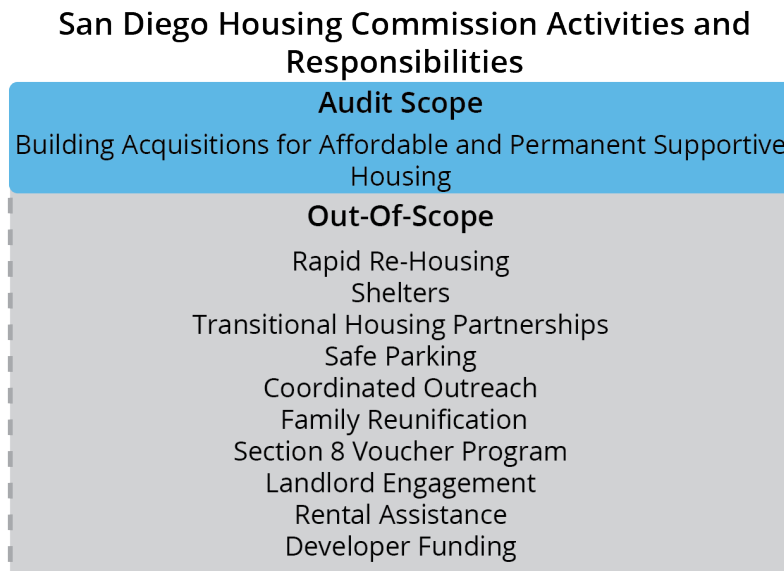 San Diego Housing Commission Activities and
Responsibilities
Audit Scope
Building Acquisitions for Affordable and Permanent Supportive
Housing
Out-Of-Scope
Rapid Re-Housing
Shelters
Transitional Housing Partnerships
Safe Parking
Coordinated Outreach
Family Reunification
Section 8 Voucher Program
Landlord Engagement
Rental Assistance
Developer Funding